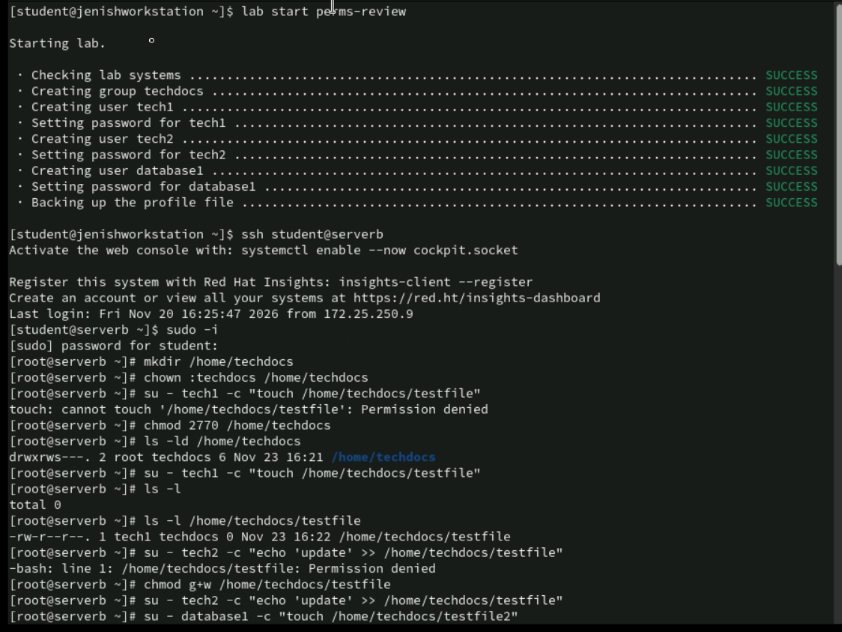 [student@jenishworkstation ~]$ lab start perms-review
Starting lab.
· Checking lab systems ........................................................................... SUCCESS
· Creating group techdocs ........................................................................ SUCCESS
· Creating user tech1 ............................................................................ SUCCESS
· Setting password for tech1 ..................................................................... SUCCESS
· Creating user tech2 ............................................................................ SUCCESS
· Setting password for tech2 ..................................................................... SUCCESS
· Creating user database1 ........................................................................ SUCCESS
· Setting password for database1 ................................................................. SUCCESS
· Backing up the profile file .................................................................... SUCCESS
[student@jenishworkstation ~]$ ssh student@serverb
Activate the web console with: systemctl enable --now cockpit.socket
Register this system with Red Hat Insights: insights-client --register
Create an account or view all your systems at https://red.ht/insights-dashboard
Last login: Fri Nov 20 16:25:47 2026 from 172.25.250.9
[student@serverb ~]$ sudo -i
[sudo] password for student:
[root@serverb ~]# mkdir /home/techdocs
[root@serverb ~]# chown :techdocs /home/techdocs
[root@serverb ~]# su - tech1 -c "touch /home/techdocs/testfile"
touch: cannot touch '/home/techdocs/testfile': Permission denied
[root@serverb ~]# chmod 2770 /home/techdocs
[root@serverb ~]# ls -ld /home/techdocs
drwxrws---. 2 root techdocs 6 Nov 23 16:21 /home/techdocs
[root@serverb ~]# su - tech1 -c "touch /home/techdocs/testfile"
[root@serverb ~]# ls -l
total 0
[root@serverb ~]# ls -l /home/techdocs/testfile
-rw-r--r--. 1 tech1 techdocs 0 Nov 23 16:22 /home/techdocs/testfile
[root@serverb ~]# su - tech2 -c "echo 'update' >> /home/techdocs/testfile"
-bash: line 1: /home/techdocs/testfile: Permission denied
[root@serverb ~]# chmod g+w /home/techdocs/testfile
[root@serverb ~]# su - tech2 -c "echo 'update' >> /home/techdocs/testfile"
[root@serverb ~]# su - database1 -c "touch /home/techdocs/testfile2"